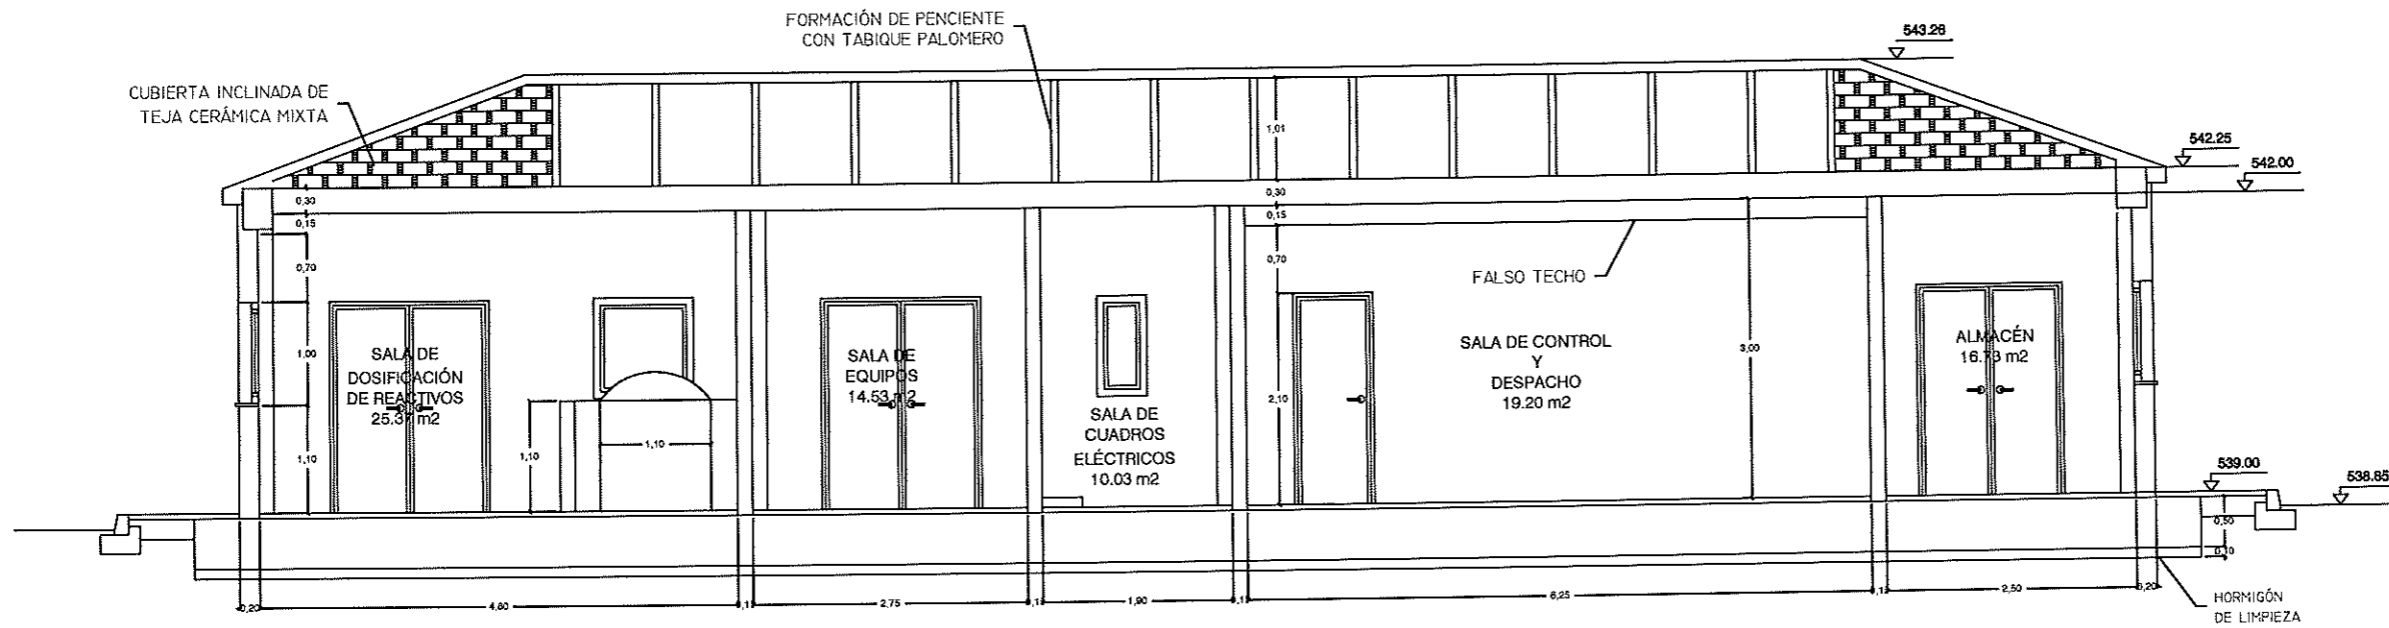 FORMACIÓN DE PENCIENTE
CON TABIQUE PALOMERO
543.26
CUBIERTA INCLINADA DE
TEJA CERÁMICA MIXTA
1,01
542.25
542.00
0,30
0,15
0,30
0,15
0,70
0,70
FALSO TECHO
1,00
SALA DE
DOSIFICACIÓN
DE REACTIVOS
25.37 m2
SALA DE
EQUIPOS
14.53 m2
SALA DE CONTROL
Y
DESPACHO
19.20 m2
3,00
ALMACÉN
16.73 m2
2,10
SALA DE
CUADROS
ELÉCTRICOS
10.03 m2
1,10
1,10
1,10
539.00
538.85
0,50
0,10
0,20
4,80
2,75
1,90
6,25
2,50
0,20
HORMIGÓN
DE LIMPIEZA